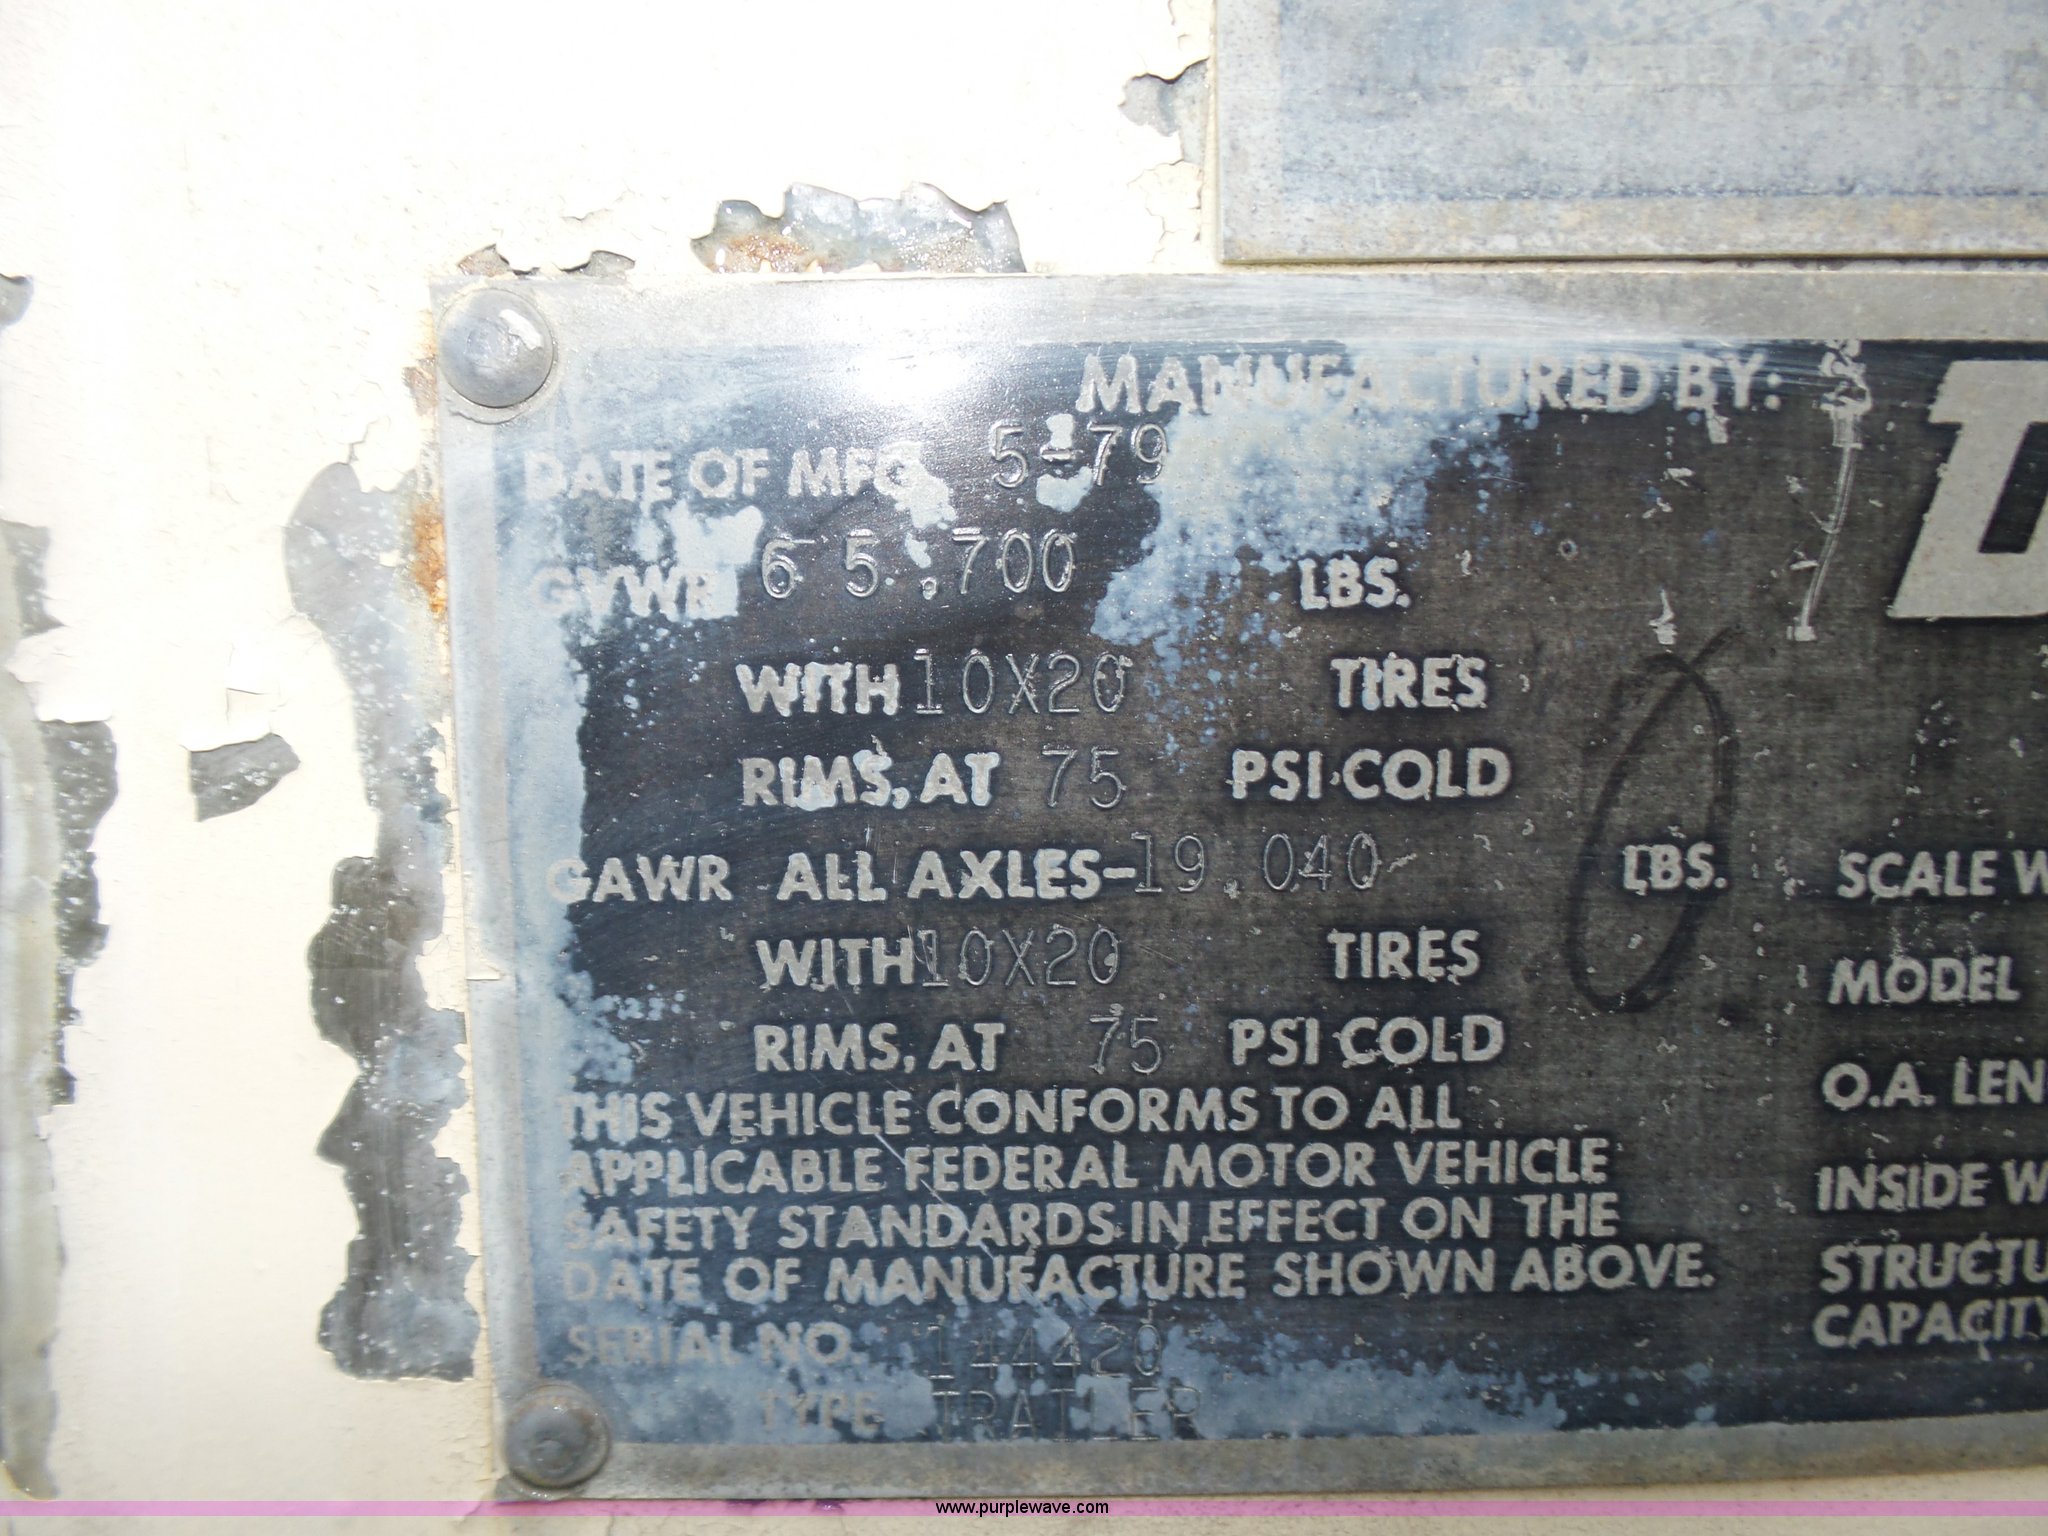 MANUFACTURED BY:
DATE OF MFG 5-79
GVWR 65.700 LBS.
WITH 10X20 TIRES
RIMS, AT 75 PSI COLD
GAWR ALL AXLES-19.040 LBS.
WITH 10X20 TIRES
RIMS, AT 75 PSI COLD
THIS VEHICLE CONFORMS TO ALL
APPLICABLE FEDERAL MOTOR VEHICLE
SAFETY STANDARDS IN EFFECT ON THE
DATE OF MANUFACTURE SHOWN ABOVE.
SERIAL NO. 144420
TYPE TRAILER
SCALE W
MODEL
O.A. LEN
INSIDE W
STRUCTU
CAPACITY
www.purplewave.com